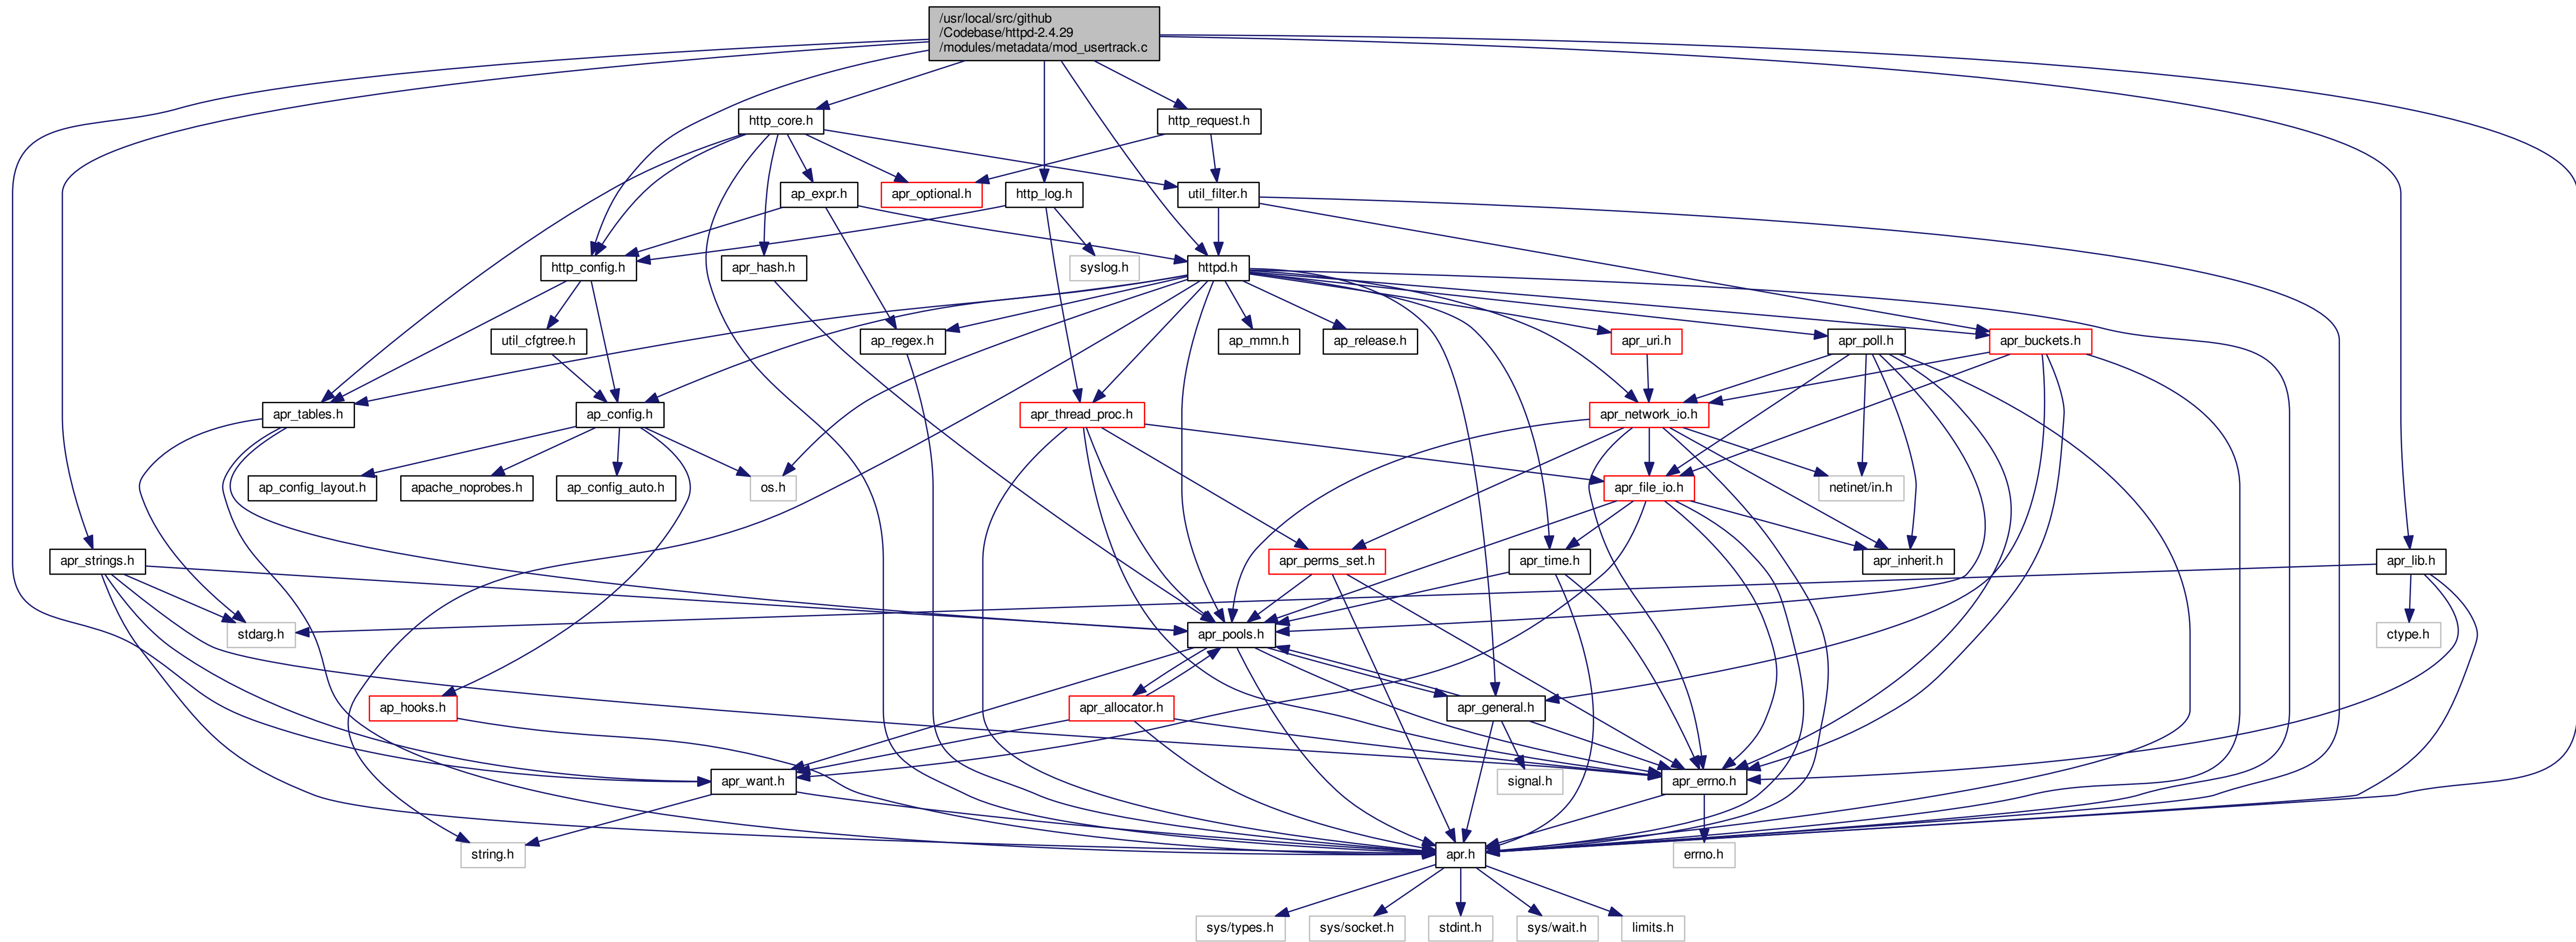 /usr/local/src/github
/Codebase/httpd-2.4.29
/modules/metadata/mod_usertrack.c
http_core.h
http_request.h
ap_expr.h
apr_optional.h
http_log.h
util_filter.h
http_config.h
apr_hash.h
syslog.h
httpd.h
util_cfgtree.h
ap_regex.h
ap_mmn.h
ap_release.h
apr_uri.h
apr_poll.h
apr_buckets.h
apr_tables.h
ap_config.h
apr_thread_proc.h
apr_network_io.h
ap_config_layout.h
apache_noprobes.h
ap_config_auto.h
os.h
apr_file_io.h
netinet/in.h
apr_strings.h
apr_perms_set.h
apr_time.h
apr_inherit.h
apr_lib.h
stdarg.h
apr_pools.h
ctype.h
ap_hooks.h
apr_allocator.h
apr_general.h
apr_want.h
signal.h
apr_errno.h
string.h
apr.h
errno.h
sys/types.h
sys/socket.h
stdint.h
sys/wait.h
limits.h